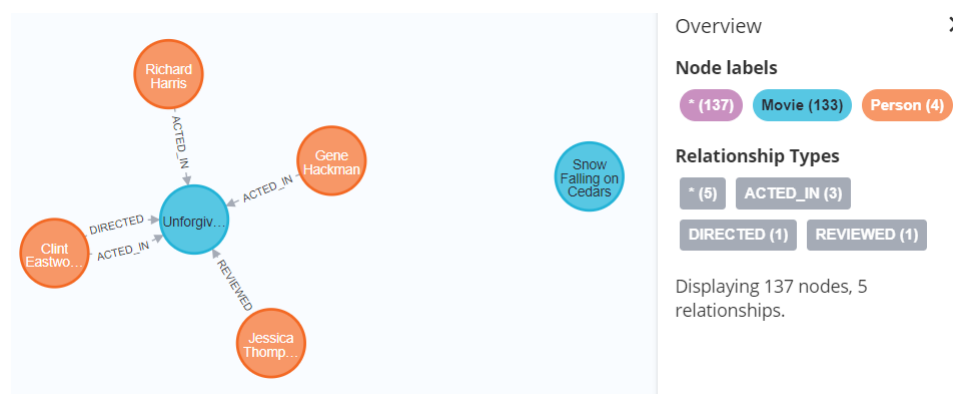 Richard
Harris
ACTED_IN
Gene
Hackman
ACTED_IN
Snow
Falling on
Cedars
Unforgiv...
DIRECTED
ACTED_IN
Clint
Eastwo...
REVIEWED
Jessica
Thomp...
Overview
Node labels
* (137) Movie (133) Person (4)
Relationship Types
* (5) ACTED_IN (3)
DIRECTED (1) REVIEWED (1)
Displaying 137 nodes, 5
relationships.